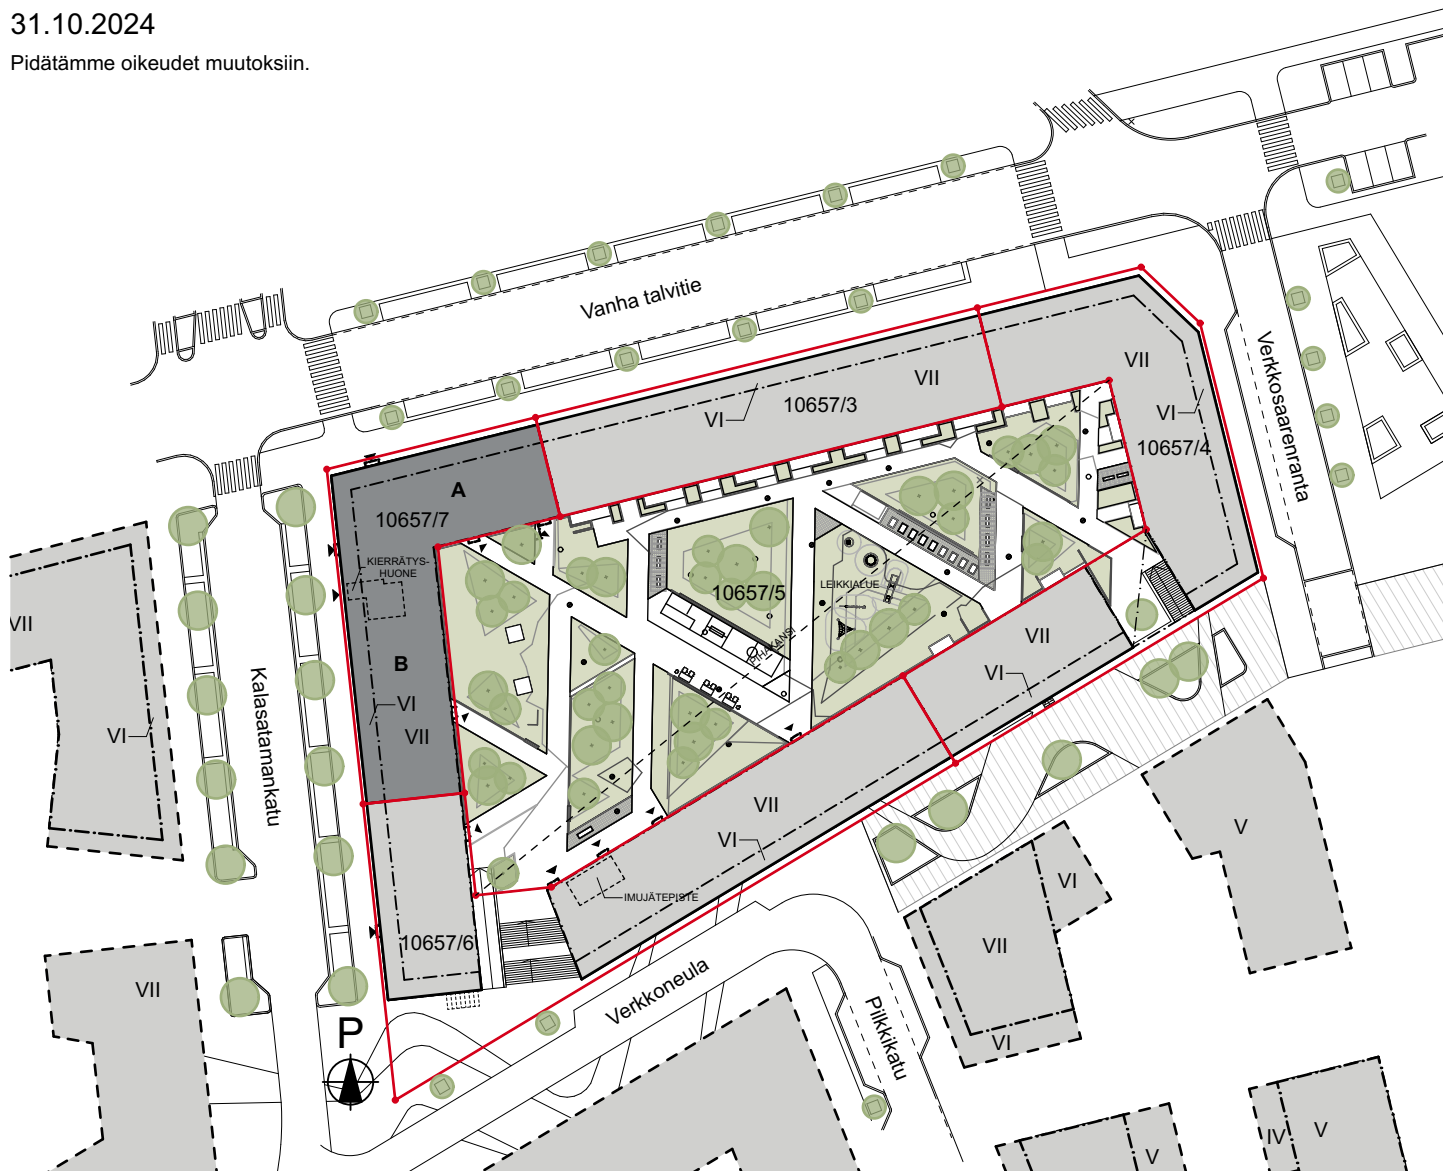 31.10.2024
Pidätämme oikeudet muutoksiin.
Vanha talvitie
VII
VI
10657/3
VII
VI
10657/4
Verkkosaarenranta
A
10657/7
KIERRÄTYS-
HUONE
B
VI
VII
10657/5
LEIKKIALUE
PIHAKANSI
VII
VI
VII
VI
Kalasatamankatu
VII
VI
VII
VI
IMUJÄTEPISTE
10657/6
VII
P
Verkkoneula
Pilkkikatu
V
VI
VII
VI
V
IV
V